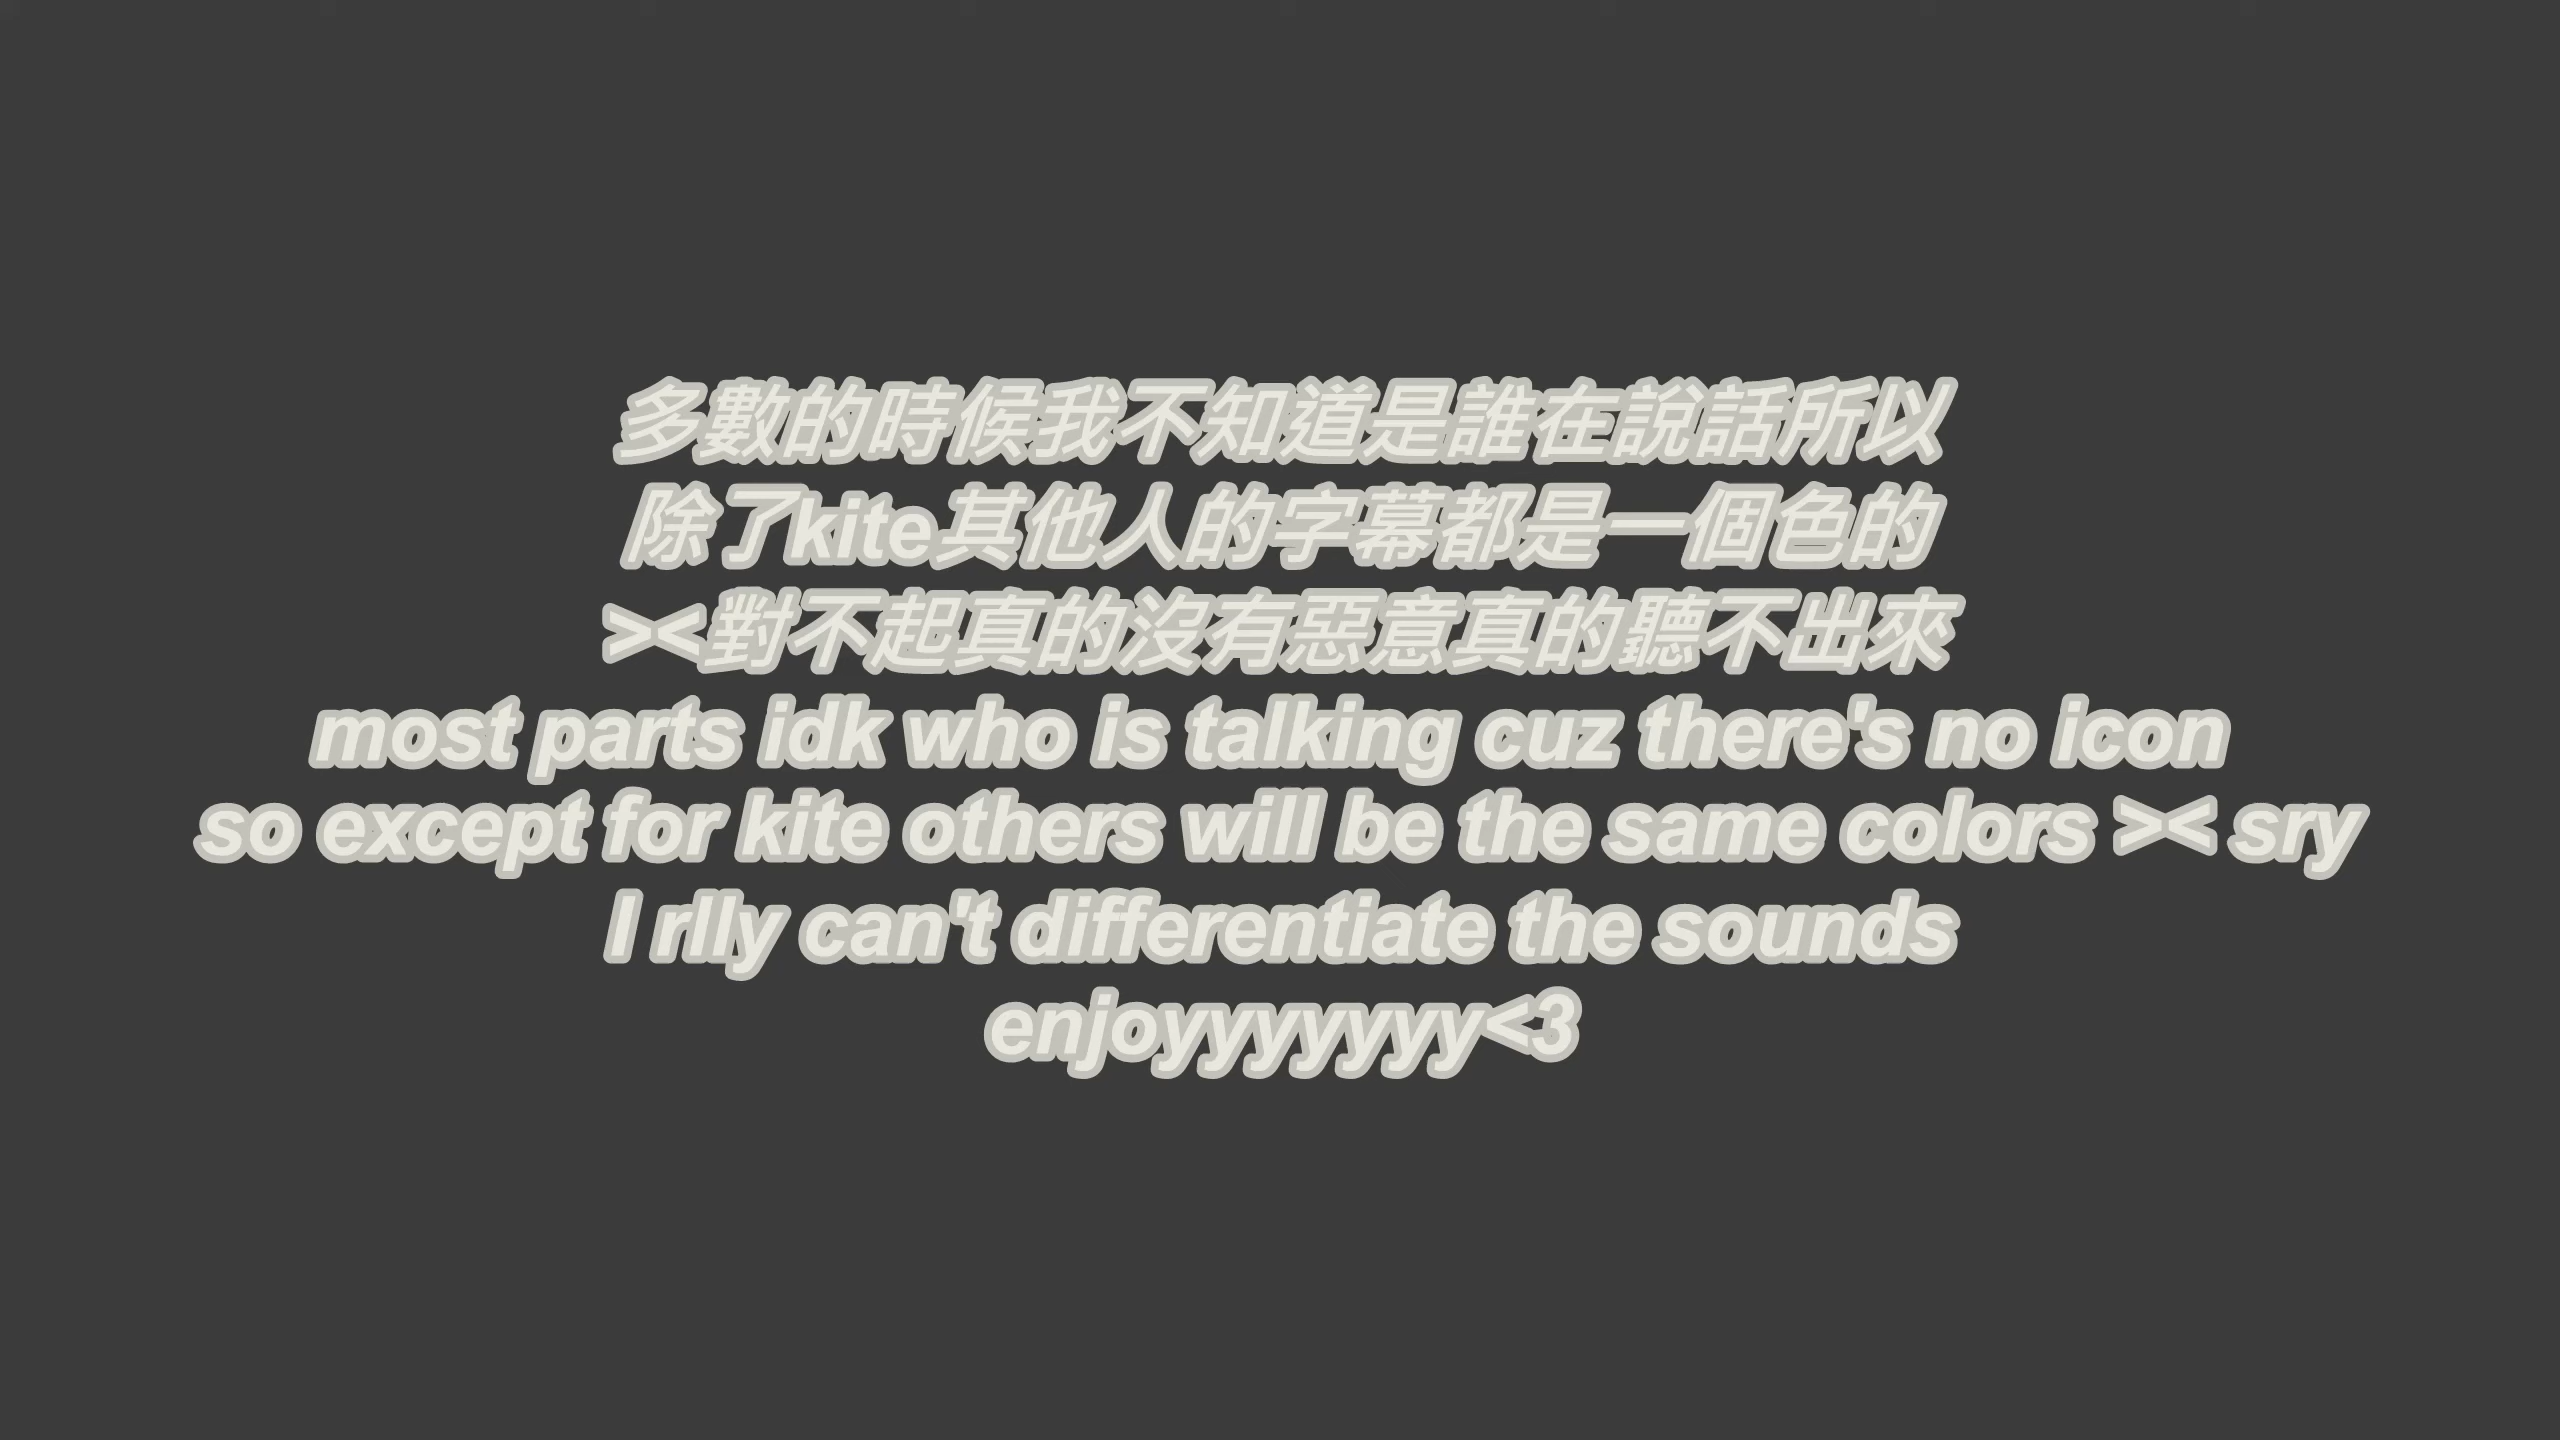 多數的時候我不知道是誰在說話所以
除了kite其他人的字幕都是一個色的
><對不起真的沒有惡意真的聽不出來
most parts idk who is talking cuz there's no icon
so except for kite others will be the same colors >< sry
I rlly can't differentiate the sounds
enjoyyyyyyy<3